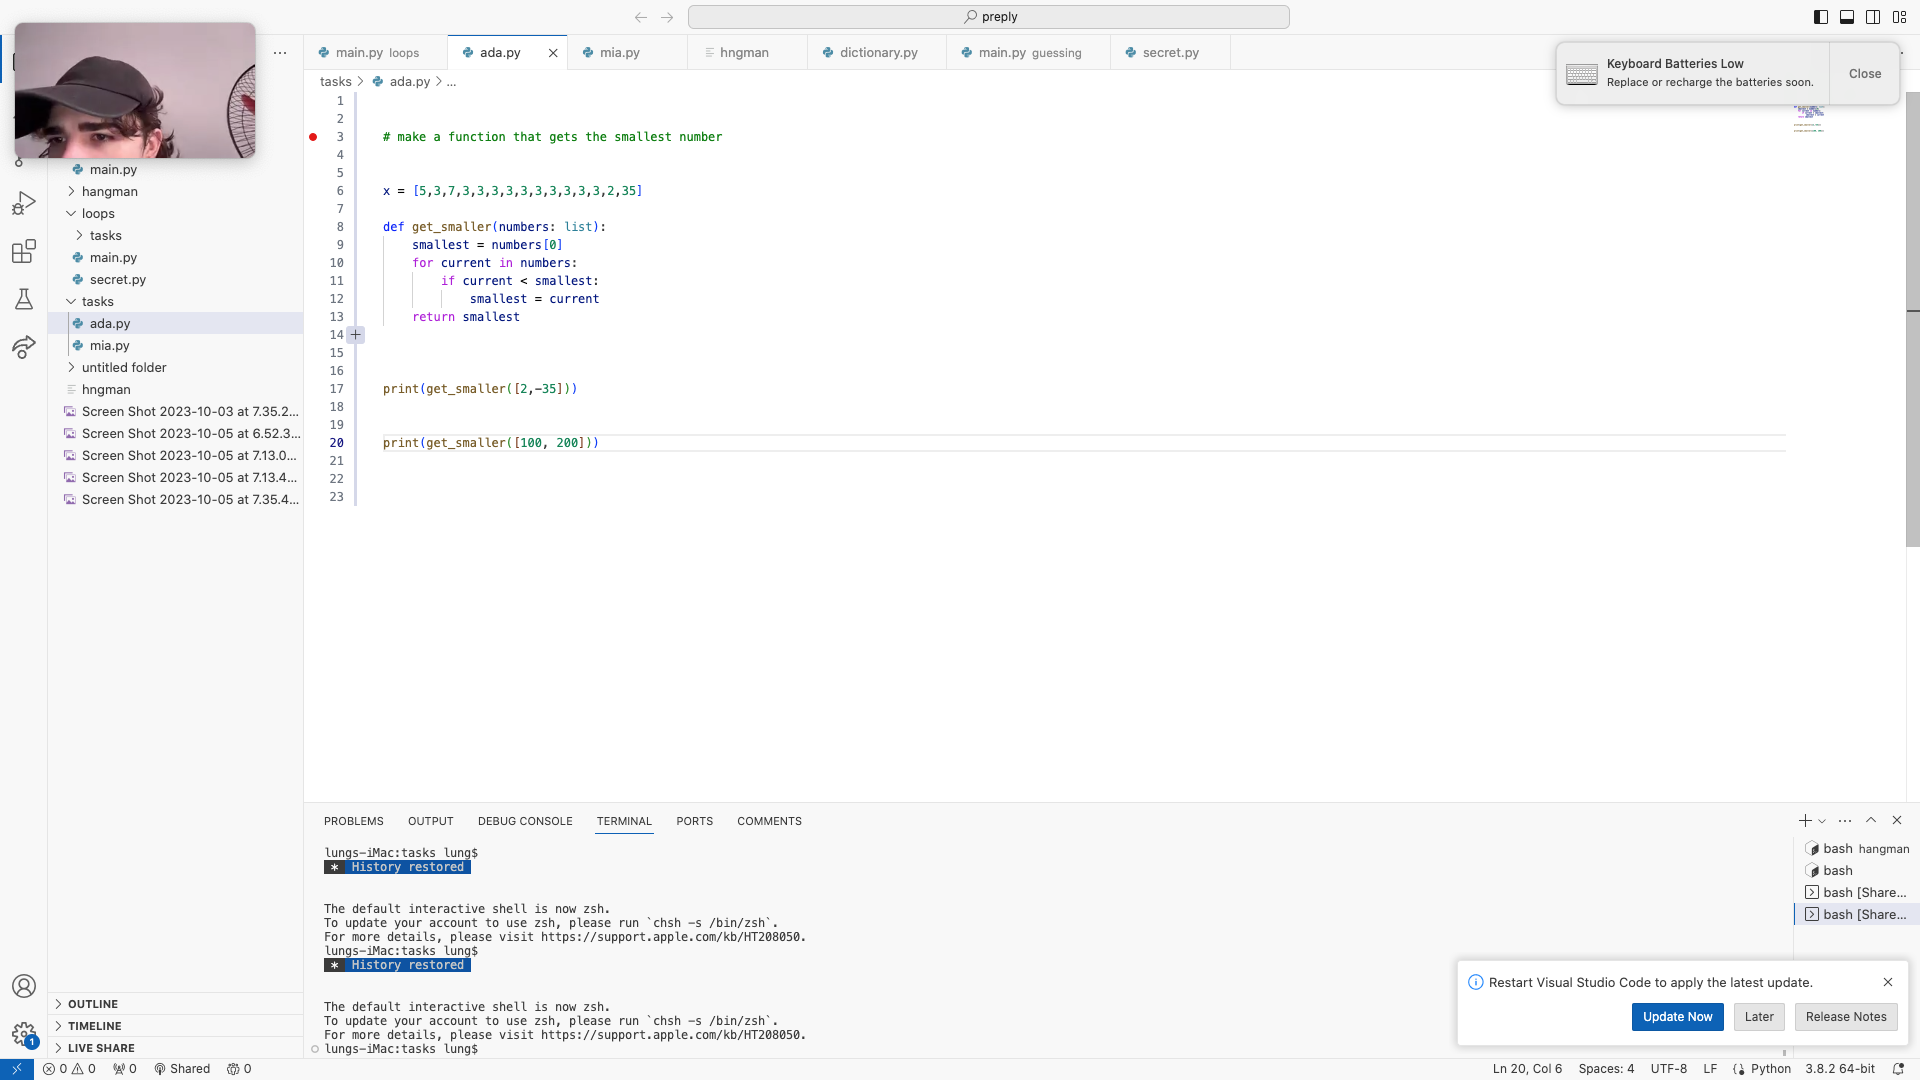 preply
main.py loops
ada.py
mia.py
hngman
dictionary.py
main.py guessing
secret.py
tasks > ada.py > ...
Keyboard Batteries Low
Replace or recharge the batteries soon.
Close
main.py
hangman
loops
tasks
main.py
secret.py
tasks
ada.py
mia.py
untitled folder
hngman
Screen Shot 2023-10-03 at 7.35.2...
Screen Shot 2023-10-05 at 6.52.3...
Screen Shot 2023-10-05 at 7.13.0...
Screen Shot 2023-10-05 at 7.13.4...
Screen Shot 2023-10-05 at 7.35.4...
OUTLINE
TIMELINE
LIVE SHARE
1
2
3 # make a function that gets the smallest number
4
5
6 x = [5,3,7,3,3,3,3,3,3,3,3,3,3,2,35]
7
8 def get_smaller(numbers: list):
9 smallest = numbers[0]
10 for current in numbers:
11 if current < smallest:
12 smallest = current
13 return smallest
14
15
16
17 print(get_smaller([2,-35]))
18
19
20 print(get_smaller([100, 200]))
21
22
23
PROBLEMS OUTPUT DEBUG CONSOLE TERMINAL PORTS COMMENTS
lungs-iMac:tasks lung$
* History restored
The default interactive shell is now zsh.
To update your account to use zsh, please run `chsh -s /bin/zsh`.
For more details, please visit https://support.apple.com/kb/HT208050.
lungs-iMac:tasks lung$
* History restored
The default interactive shell is now zsh.
To update your account to use zsh, please run `chsh -s /bin/zsh`.
For more details, please visit https://support.apple.com/kb/HT208050.
lungs-iMac:tasks lung$
bash hangman
bash
bash [Share...
bash [Share...
Restart Visual Studio Code to apply the latest update.
Update Now
Later
Release Notes
1
0 0 0 Shared 0
Ln 20, Col 6 Spaces: 4 UTF-8 LF Python 3.8.2 64-bit